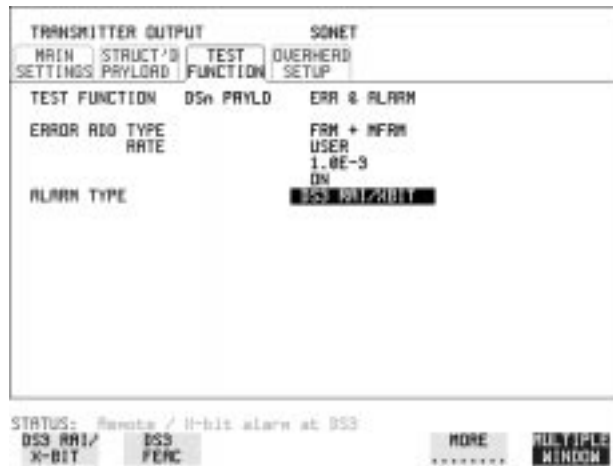 TRANSMITTER OUTPUT SONET
MAIN SETTINGS STRUCT'D PAYLOAD TEST FUNCTION OVERHEAD SETUP
TEST FUNCTION DSn PAYLD ERR & ALARM
ERROR ADD TYPE FRM + MFRM
RATE USER
1.0E-3
ON
ALARM TYPE DS3 RAI/XBIT
STATUS: Remote / X-bit alarm at DS3
DS3 RAI/ X-BIT DS3 FEAC MORE ........ MULTIPLE WINDOW